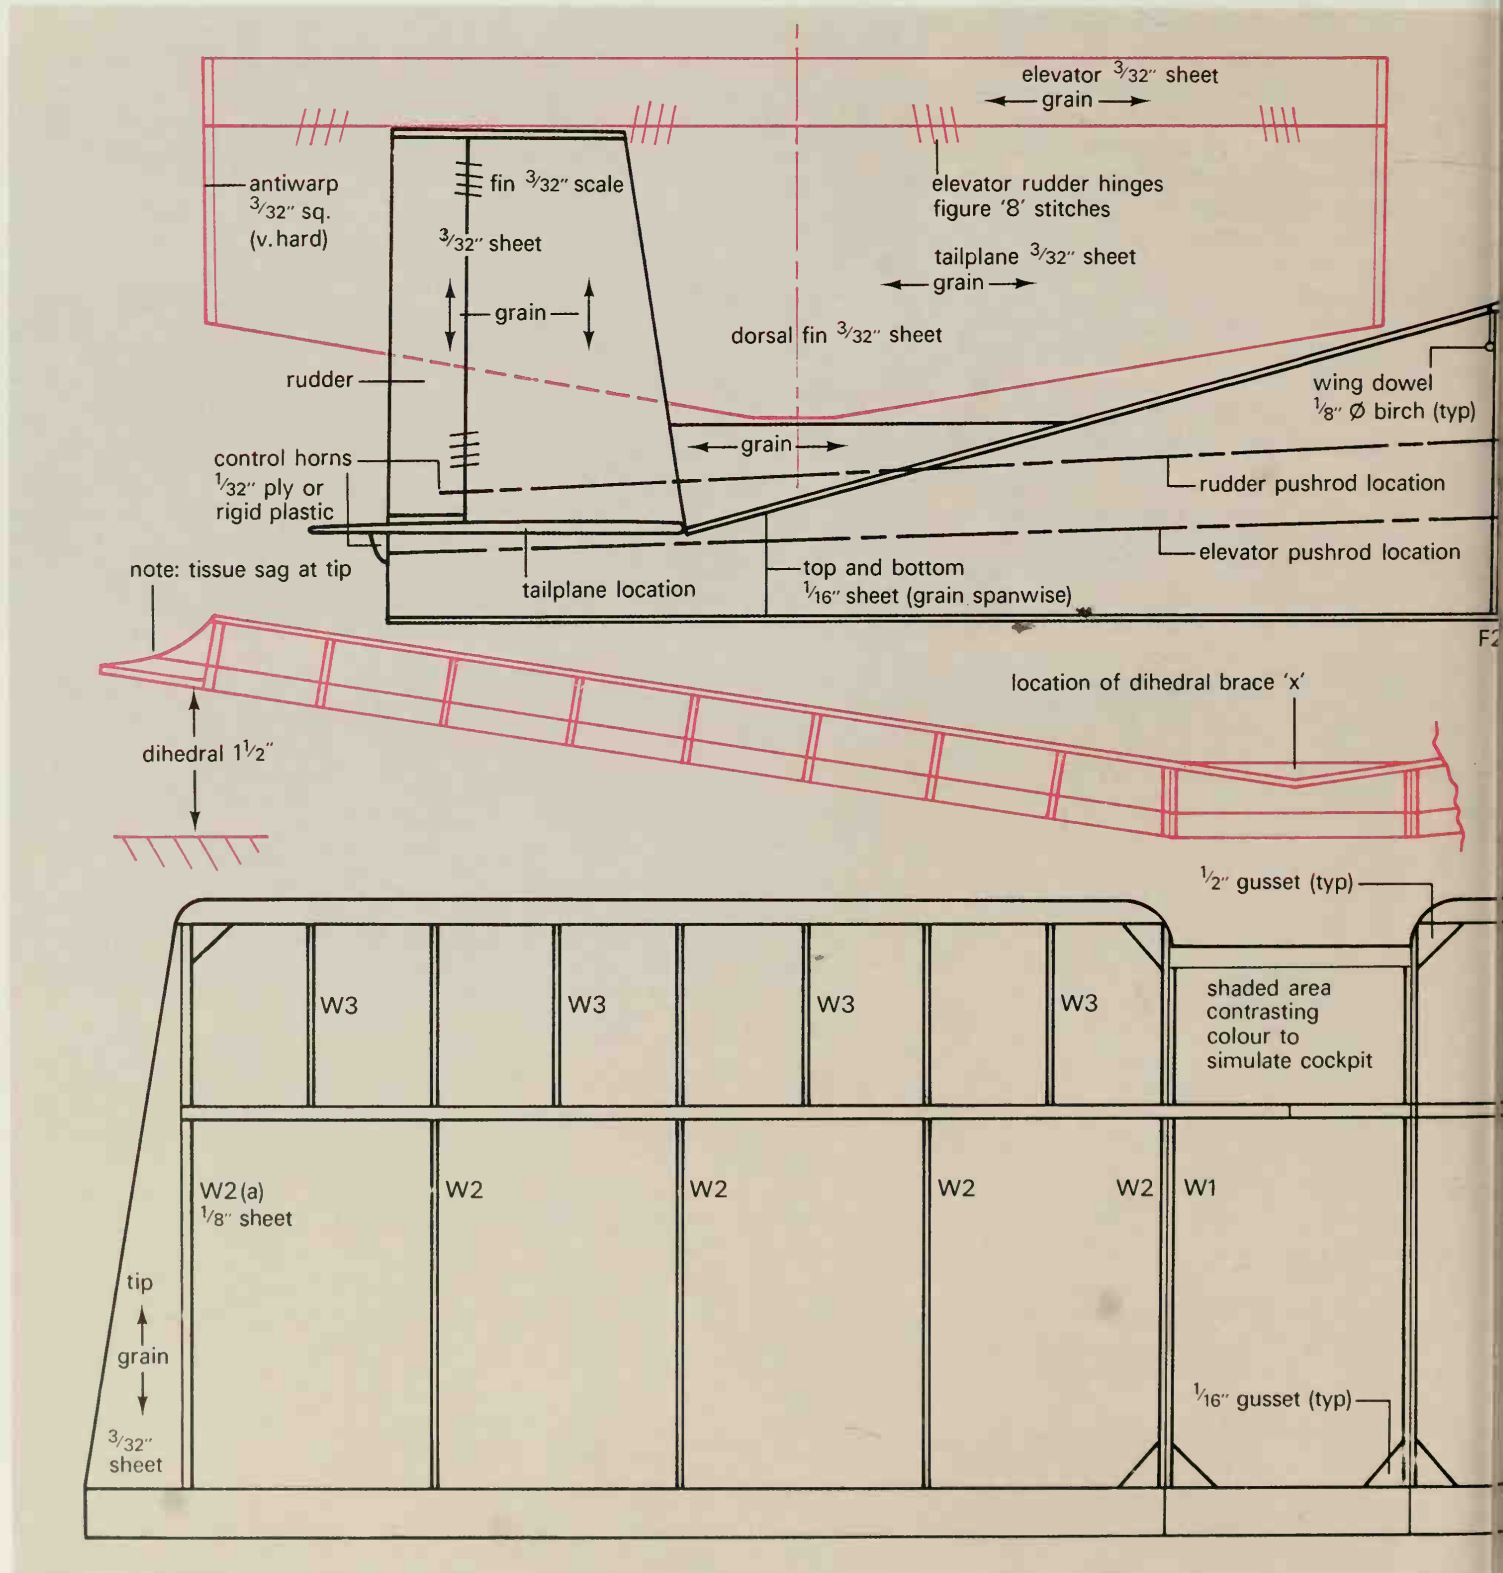 elevator 3/32″ sheet
grain
antiwarp
3/32″ sq.
(v. hard)
fin 3/32″ scale
3/32″ sheet
elevator rudder hinges
figure ‘8’ stitches
tailplane 3/32″ sheet
grain
grain
dorsal fin 3/32″ sheet
rudder
wing dowel
1/8″ Ø birch (typ)
grain
control horns
1/32″ ply or
rigid plastic
rudder pushrod location
elevator pushrod location
note: tissue sag at tip
tailplane location
top and bottom
1/16″ sheet (grain spanwise)
F2
location of dihedral brace ‘x’
dihedral 1 1/2″
1/2″ gusset (typ)
W3
W3
W3
W3
shaded area
contrasting
colour to
simulate cockpit
W2(a)
1/8″ sheet
W2
W2
W2
W2
W1
tip
grain
3/32″
sheet
1/16″ gusset (typ)